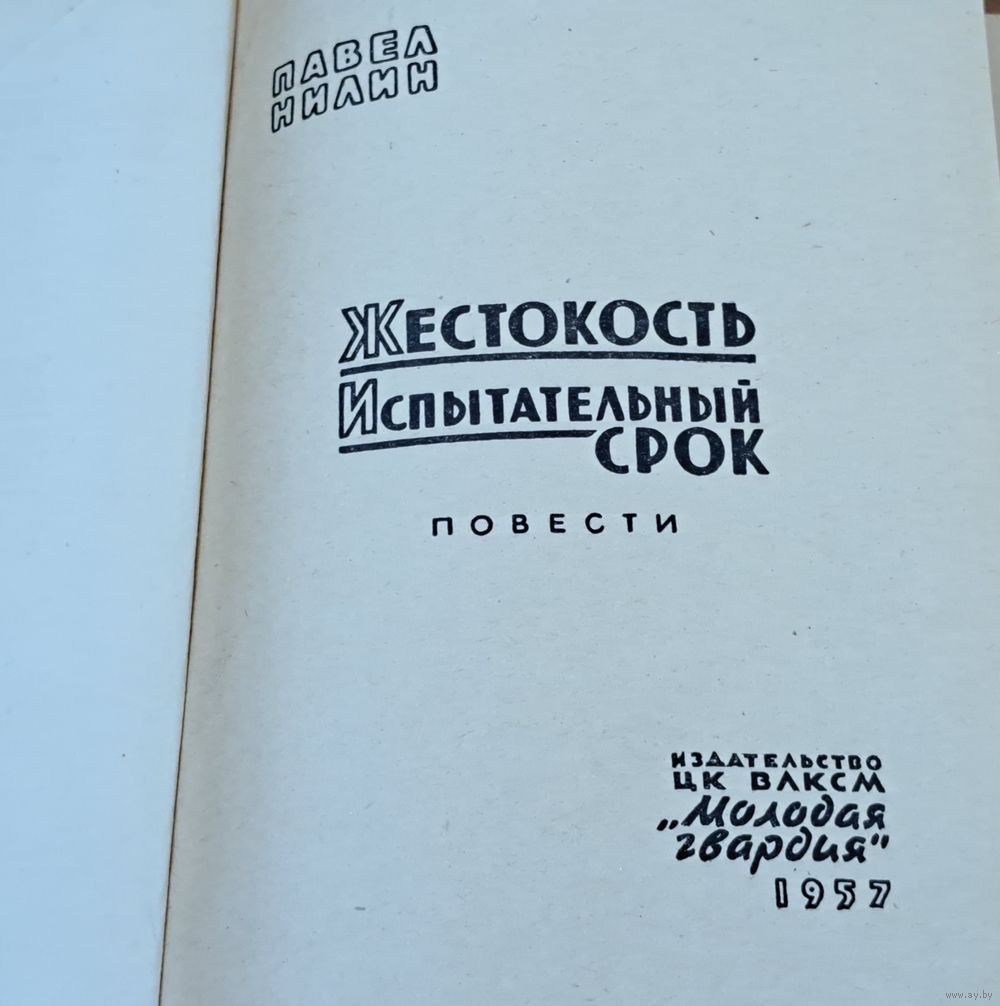 ПАВЕЛ
НИЛИН
ЖЕСТОКОСТЬ
ИСПЫТАТЕЛЬНЫЙ
СРОК
ПОВЕСТИ
ИЗДАТЕЛЬСТВО
ЦК ВЛКСМ
„Молодая
гвардия"
1957
www.ay.by